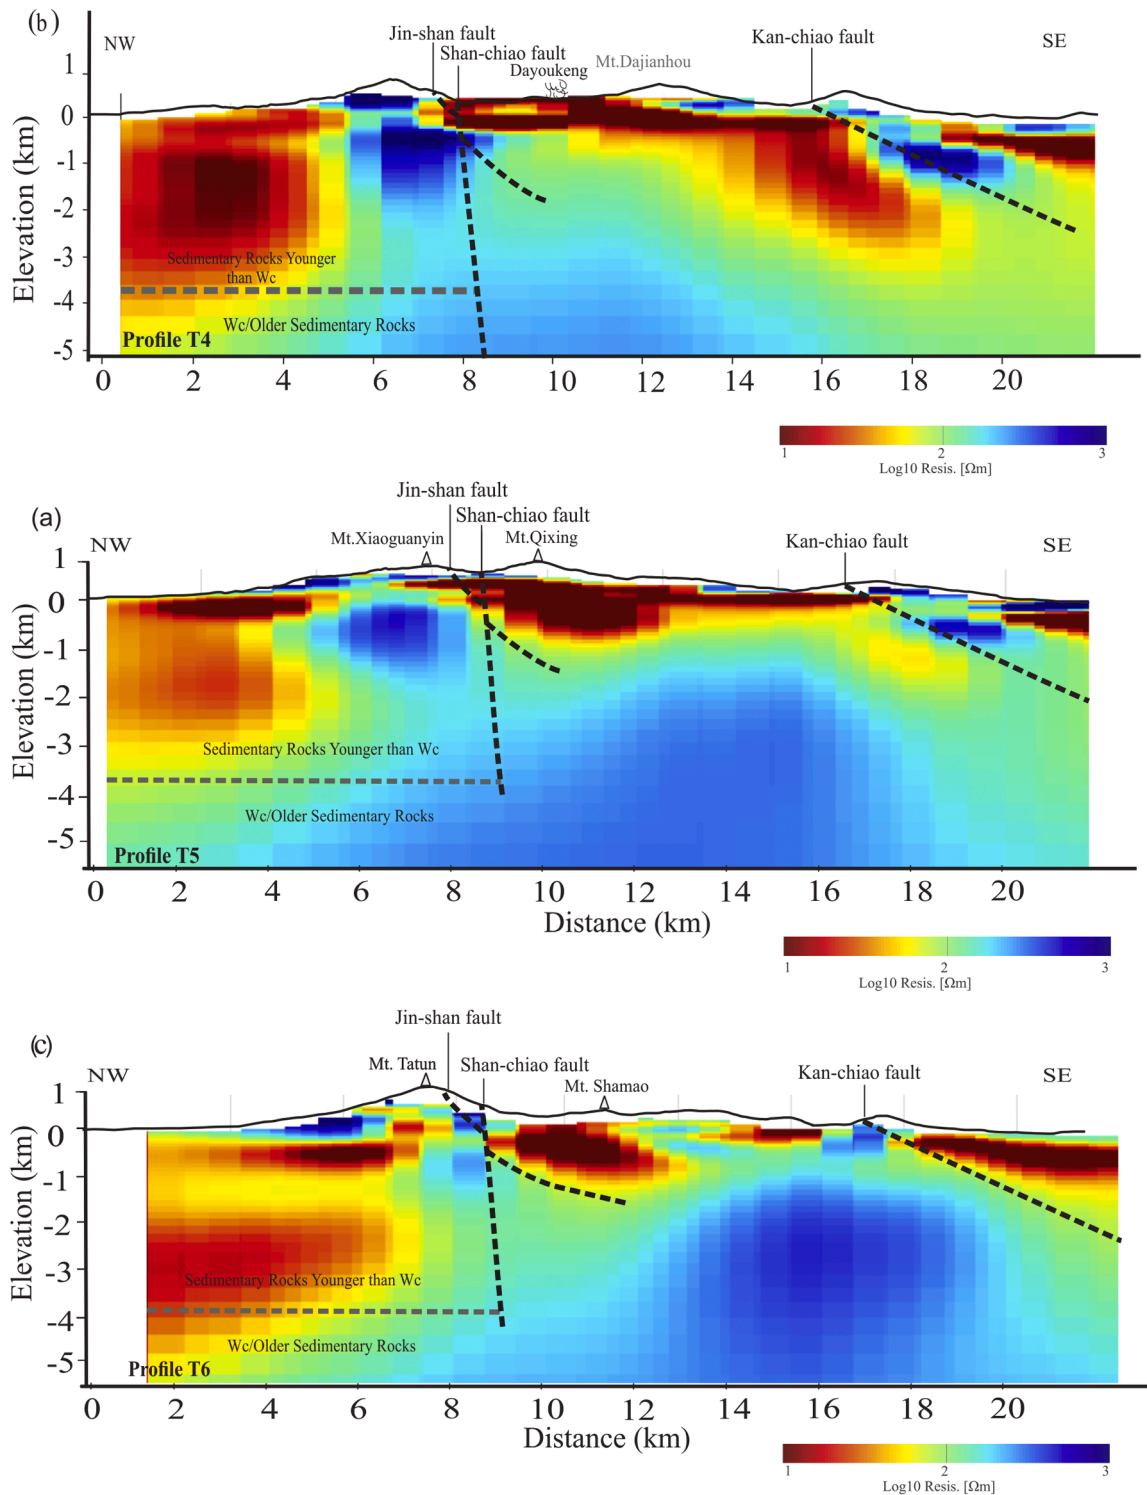 (b)
NW
Jin-shan fault
Shan-chiao fault
Dayoukeng
Mt.Dajianhou
Kan-chiao fault
SE
Elevation (km)
1
0
-1
-2
-3
-4
-5
Sedimentary Rocks Younger
than Wc
Wc/Older Sedimentary Rocks
Profile T4
0 2 4 6 8 10 12 14 16 18 20
1 2 3
Log10 Resis. [Ωm]
(a)
NW
Jin-shan fault
Shan-chiao fault
Mt.Xiaoguanyin
Mt.Qixing
Kan-chiao fault
SE
Elevation (km)
1
0
-1
-2
-3
-4
-5
Sedimentary Rocks Younger than Wc
Wc/Older Sedimentary Rocks
Profile T5
0 2 4 6 8 10 12 14 16 18 20
Distance (km)
1 2 3
Log10 Resis. [Ωm]
(c)
NW
Jin-shan fault
Mt. Tatun
Shan-chiao fault
Mt. Shamao
Kan-chiao fault
SE
Elevation (km)
1
0
-1
-2
-3
-4
-5
Sedimentary Rocks Younger than Wc
Wc/Older Sedimentary Rocks
Profile T6
0 2 4 6 8 10 12 14 16 18 20
Distance (km)
1 2 3
Log10 Resis. [Ωm]